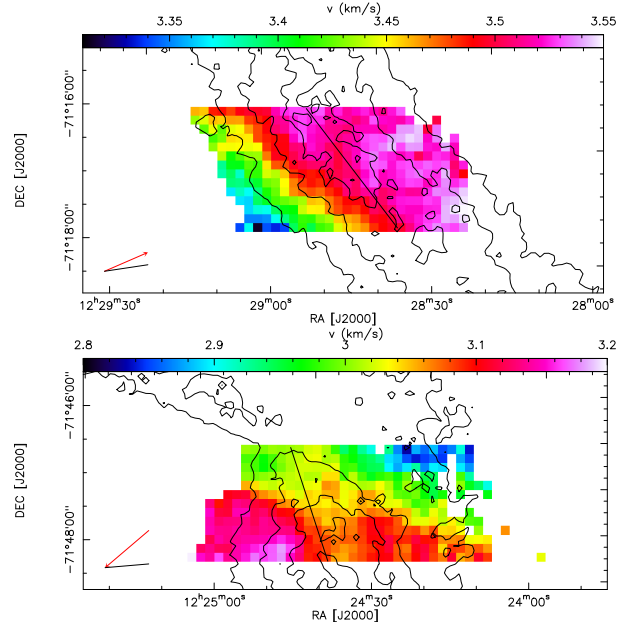 v (km/s)
3.35 3.4 3.45 3.5 3.55
DEC [J2000]
−71°16′00″
−71°18′00″
12ʰ29ᵐ30ˢ 29ᵐ00ˢ 28ᵐ30ˢ 28ᵐ00ˢ
RA [J2000]
v (km/s)
2.8 2.9 3 3.1 3.2
DEC [J2000]
−71°46′00″
−71°48′00″
12ʰ25ᵐ00ˢ 24ᵐ30ˢ 24ᵐ00ˢ
RA [J2000]